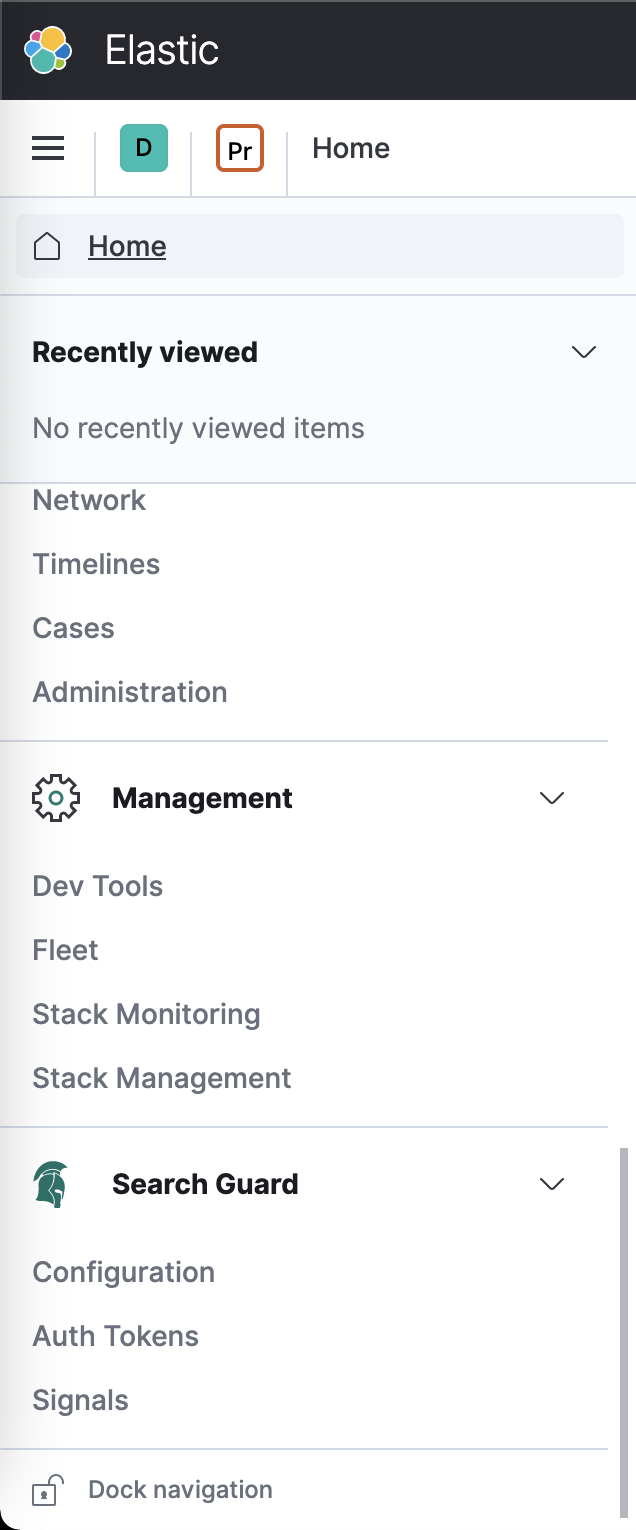 Elastic
D
Pr
Home
Home
Recently viewed
No recently viewed items
Network
Timelines
Cases
Administration
Management
Dev Tools
Fleet
Stack Monitoring
Stack Management
Search Guard
Configuration
Auth Tokens
Signals
Dock navigation